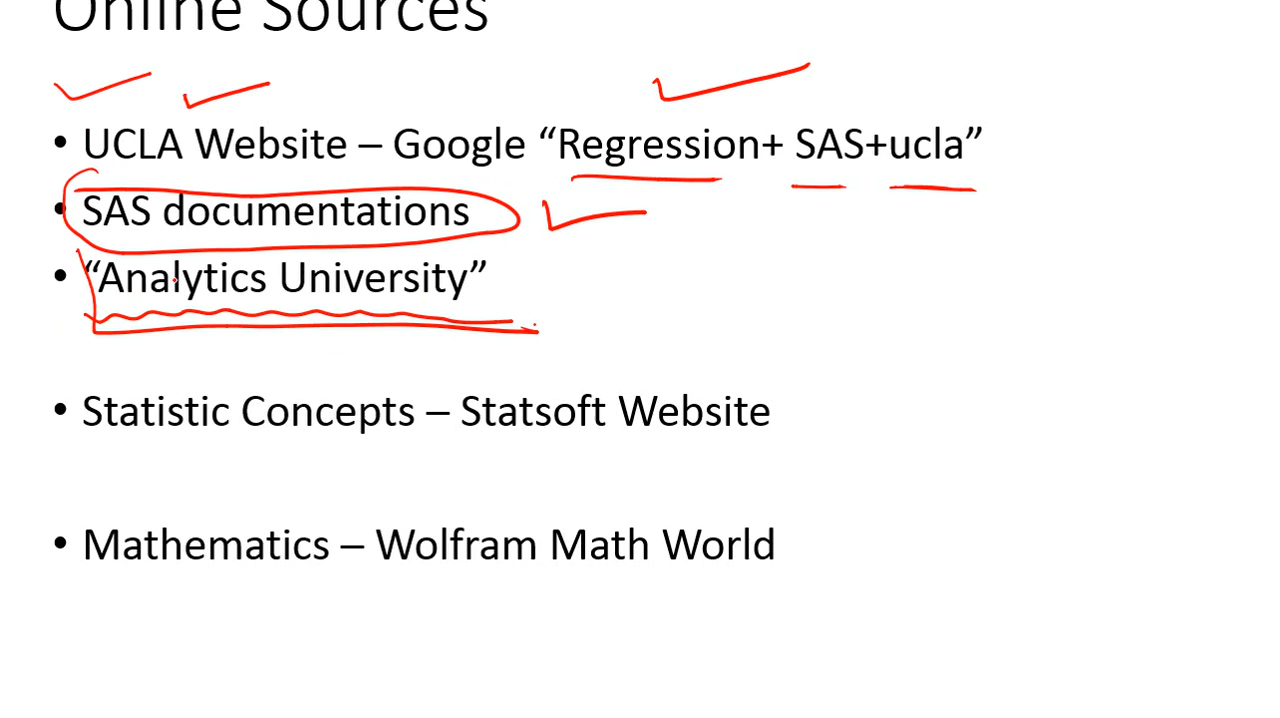 Online Sources
• UCLA Website – Google “Regression+ SAS+ucla”
• SAS documentations
• “Analytics University”
• Statistic Concepts – Statsoft Website
• Mathematics – Wolfram Math World